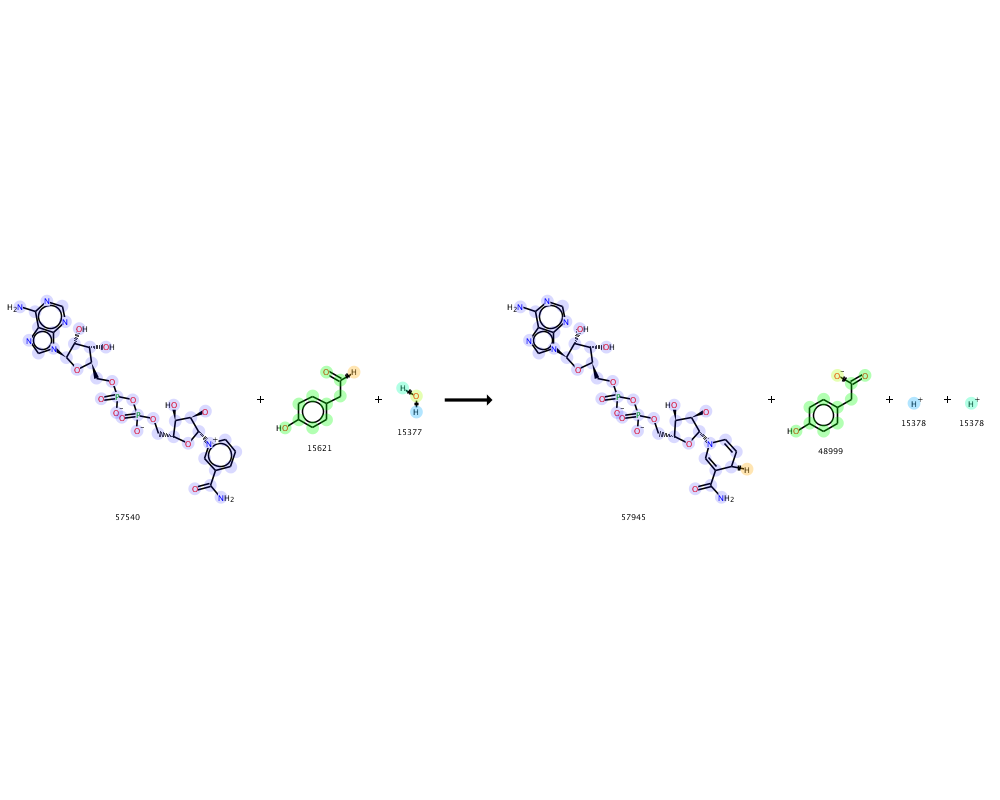 H₂N N N N N OH OH O O P O O O⁻ P O O⁻ O HO O O N⁺ O NH₂
57540
+
O H HO
15621
+
H O H
15377
H₂N N N N N OH OH O O P O O O⁻ P O O⁻ O HO O O N H O NH₂
57945
+
O⁻ O HO
48999
+
H⁺
15378
+
H⁺
15378